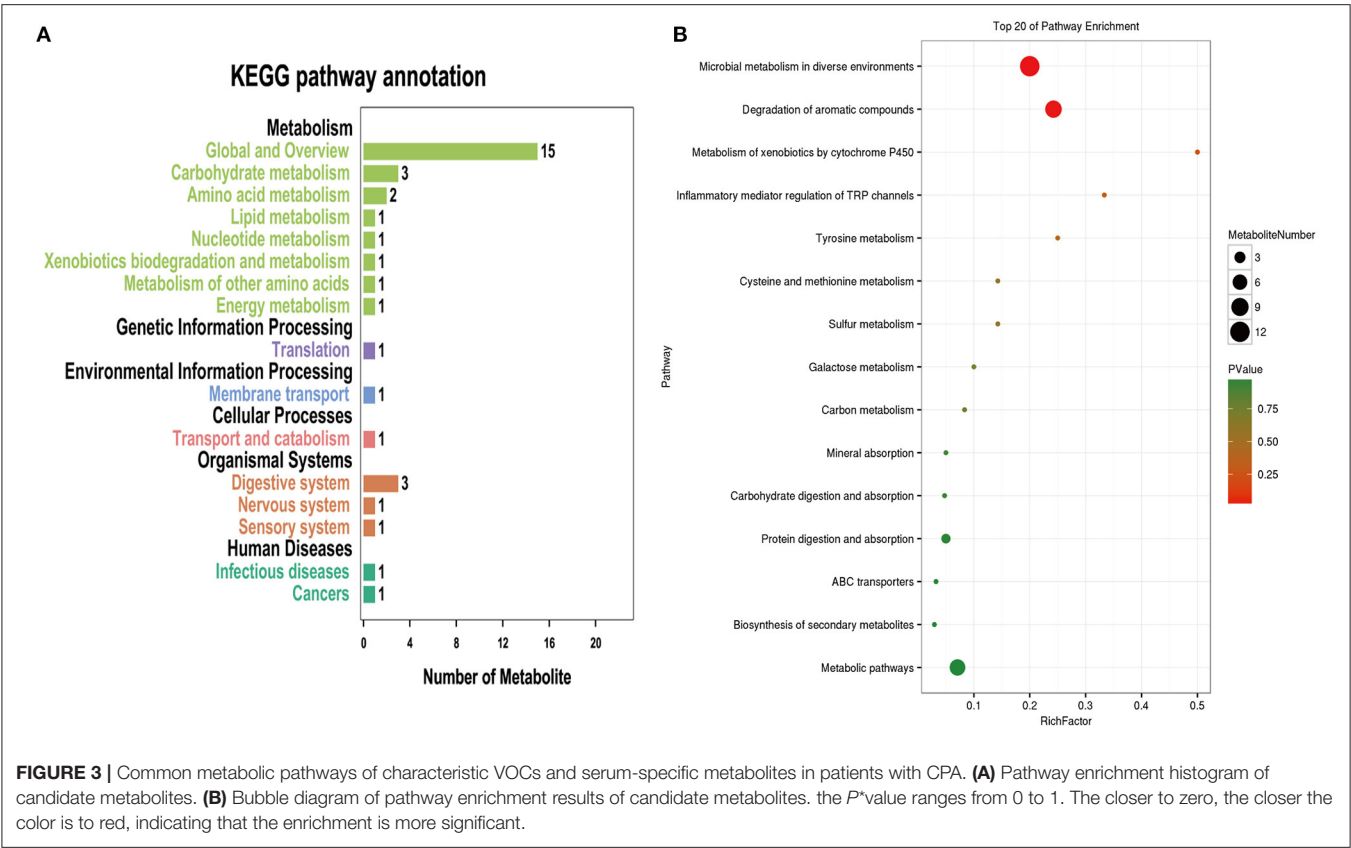 A
KEGG pathway annotation
Metabolism
Global and Overview 15
Carbohydrate metabolism 3
Amino acid metabolism 2
Lipid metabolism 1
Nucleotide metabolism 1
Xenobiotics biodegradation and metabolism 1
Metabolism of other amino acids 1
Energy metabolism 1
Genetic Information Processing
Translation 1
Environmental Information Processing
Membrane transport 1
Cellular Processes
Transport and catabolism 1
Organismal Systems
Digestive system 3
Nervous system 1
Sensory system 1
Human Diseases
Infectious diseases 1
Cancers 1
0 4 8 12 16 20
Number of Metabolite
B
Top 20 of Pathway Enrichment
Pathway
Microbial metabolism in diverse environments
Degradation of aromatic compounds
Metabolism of xenobiotics by cytochrome P450
Inflammatory mediator regulation of TRP channels
Tyrosine metabolism
Cysteine and methionine metabolism
Sulfur metabolism
Galactose metabolism
Carbon metabolism
Mineral absorption
Carbohydrate digestion and absorption
Protein digestion and absorption
ABC transporters
Biosynthesis of secondary metabolites
Metabolic pathways
0.1 0.2 0.3 0.4 0.5
RichFactor
MetaboliteNumber
3
6
9
12
PValue
0.75
0.50
0.25
FIGURE 3 | Common metabolic pathways of characteristic VOCs and serum-specific metabolites in patients with CPA. (A) Pathway enrichment histogram of
candidate metabolites. (B) Bubble diagram of pathway enrichment results of candidate metabolites. the P*value ranges from 0 to 1. The closer to zero, the closer the
color is to red, indicating that the enrichment is more significant.